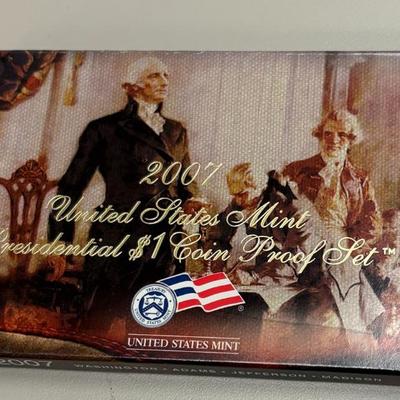 2007
United States Mint
Presidential $1 Coin Proof Set™
UNITED STATES MINT
2007 WASHINGTON • ADAMS • JEFFERSON • MADISON